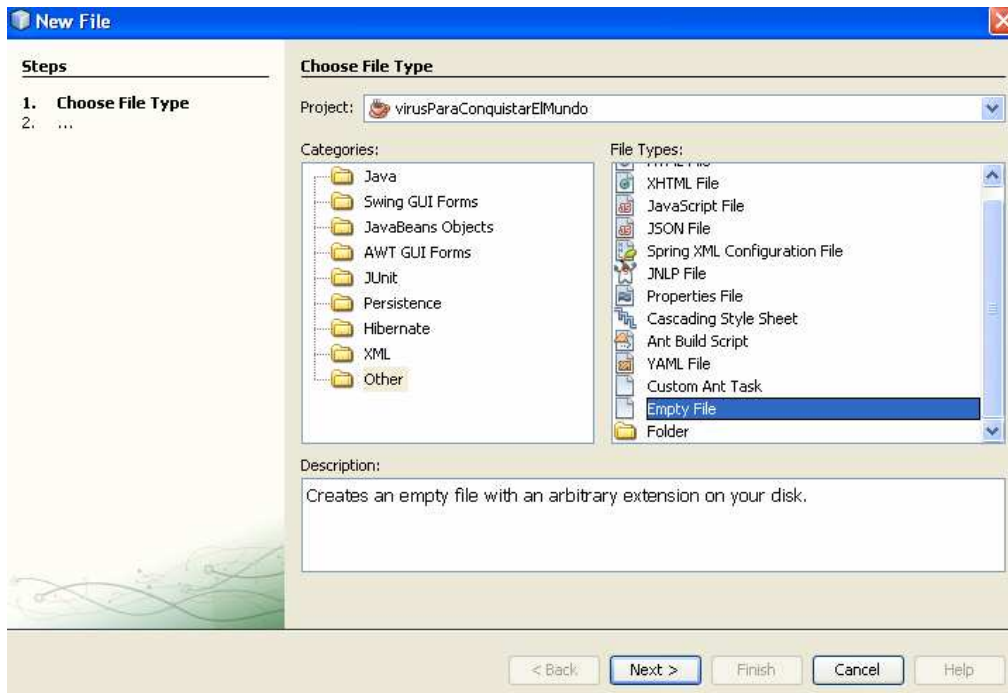 New File
Steps
1. Choose File Type
2. ...
Choose File Type
Project: virusParaConquistarElMundo
Categories:
Java
Swing GUI Forms
JavaBeans Objects
AWT GUI Forms
JUnit
Persistence
Hibernate
XML
Other
File Types:
XHTML File
JavaScript File
JSON File
Spring XML Configuration File
JNLP File
Properties File
Cascading Style Sheet
Ant Build Script
YAML File
Custom Ant Task
Empty File
Folder
Description:
Creates an empty file with an arbitrary extension on your disk.
< Back Next > Finish Cancel Help